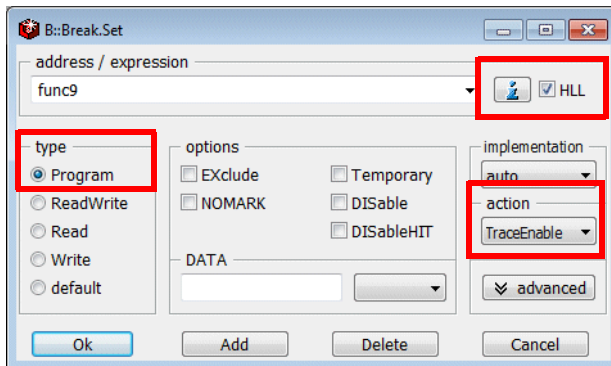 B::Break.Set
address / expression
func9
HLL
type
Program
ReadWrite
Read
Write
default
options
EXclude
Temporary
NOMARK
DISable
DISableHIT
DATA
implementation
auto
action
TraceEnable
advanced
Ok
Add
Delete
Cancel